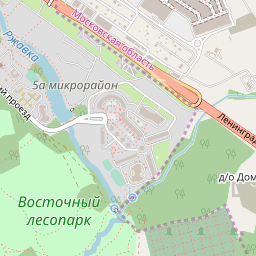 Ржавка
Московская область
5а микрорайон
проезд
Ленинград
д/о Дом
Восточный
лесопарк